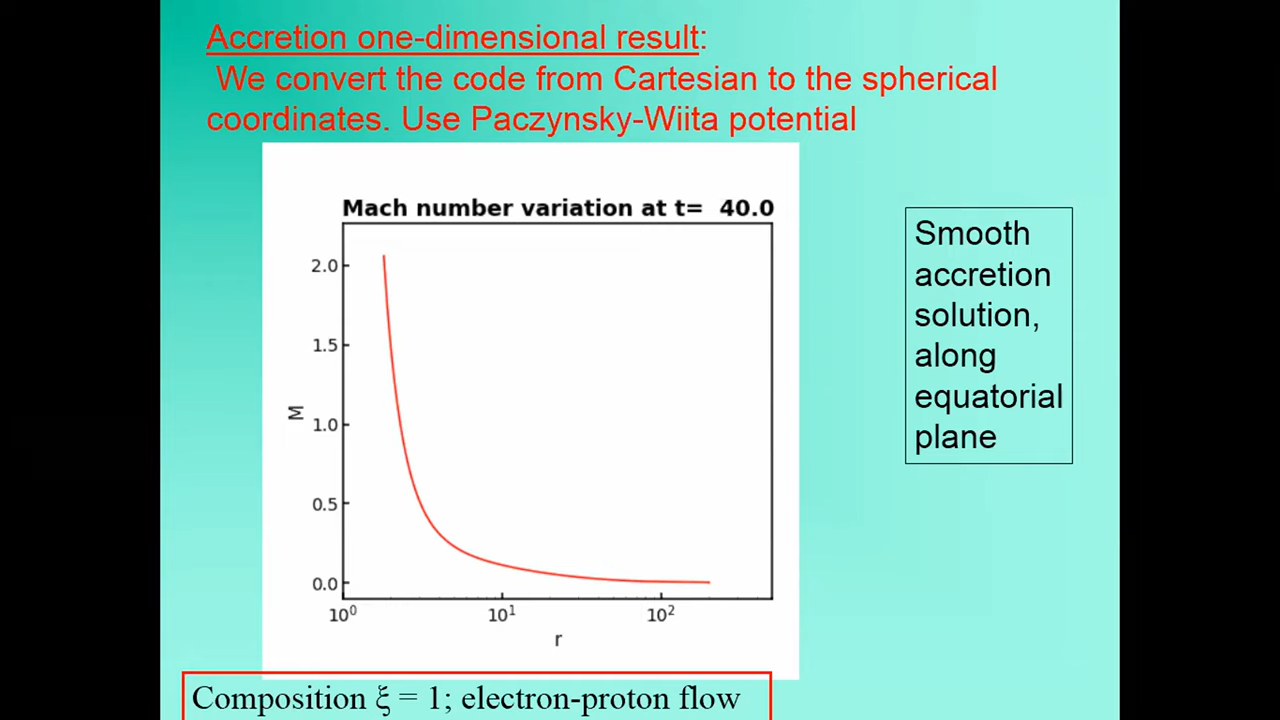 Accretion one-dimensional result:
We convert the code from Cartesian to the spherical
coordinates. Use Paczynsky-Wiita potential
Mach number variation at t= 40.0
2.0
1.5
1.0
0.5
0.0
M
10⁰ 10¹ 10²
r
Smooth
accretion
solution,
along
equatorial
plane
Composition ξ = 1; electron-proton flow